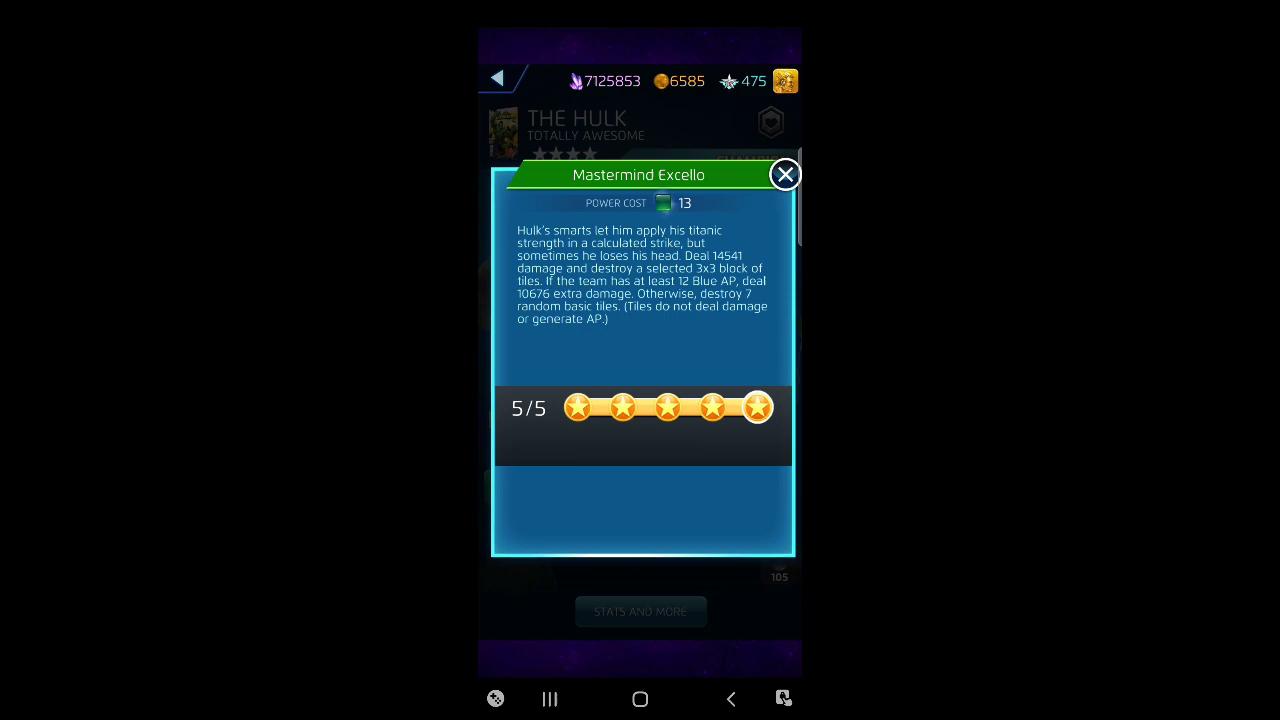 7125853 6585 475
THE HULK
TOTALLY AWESOME
Mastermind Excello
POWER COST 13
Hulk's smarts let him apply his titanic
strength in a calculated strike, but
sometimes he loses his head. Deal 14541
damage and destroy a selected 3x3 block of
tiles. If the team has at least 12 Blue AP, deal
10676 extra damage. Otherwise, destroy 7
random basic tiles. (Tiles do not deal damage
or generate AP.)
5/5
105
STATS AND MORE